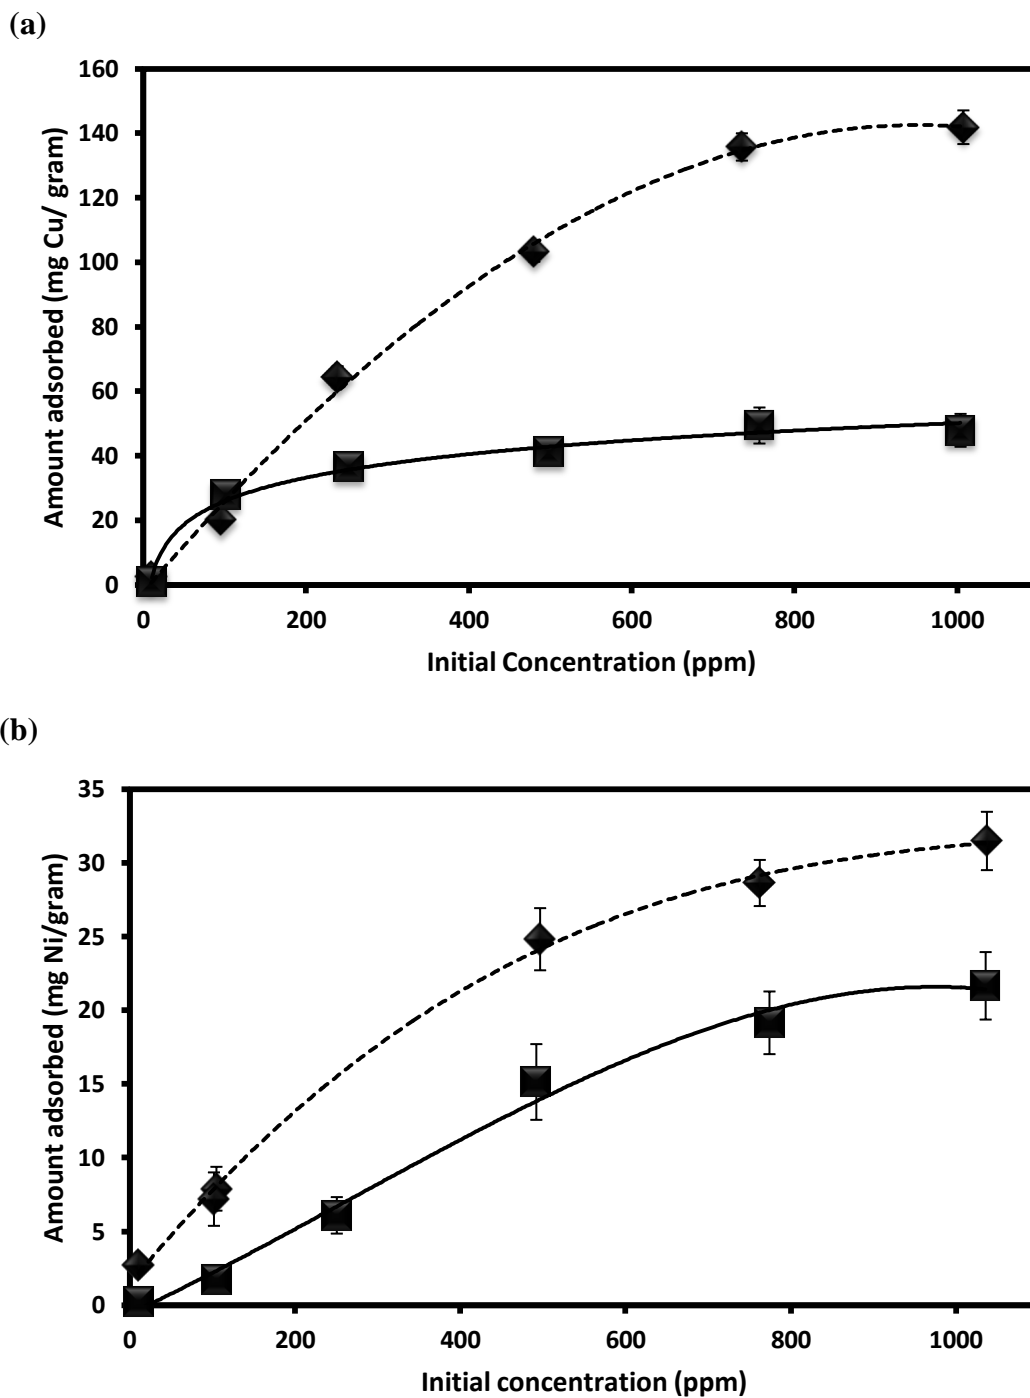 (a)
160
140
120
100
80
60
40
20
0
Amount adsorbed (mg Cu/ gram)
0 200 400 600 800 1000
Initial Concentration (ppm)
(b)
35
30
25
20
15
10
5
0
Amount adsorbed (mg Ni/gram)
0 200 400 600 800 1000
Initial concentration (ppm)